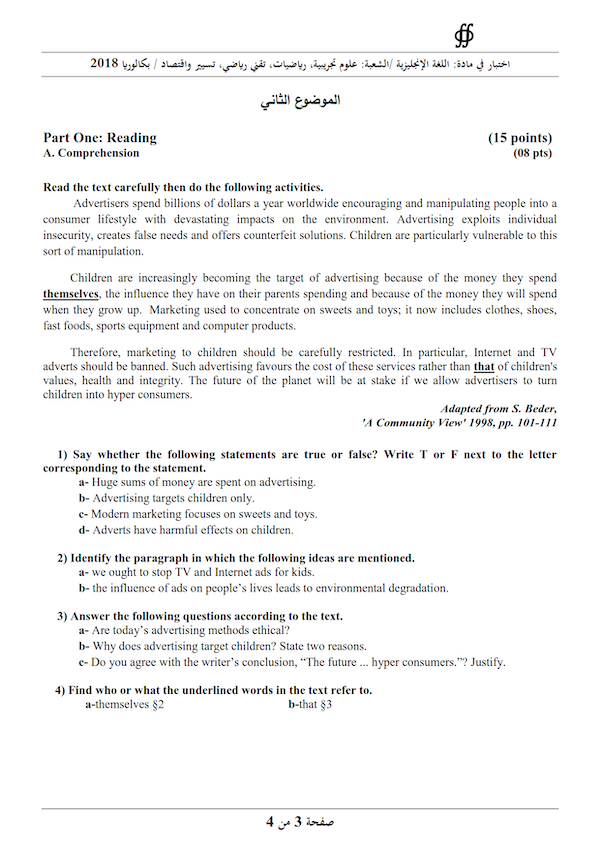 اختبار في مادة: اللغة الإنجليزية /الشعبة: علوم تجريبية، رياضيات، تقني رياضي، تسيير واقتصاد / بكالوريا 2018
الموضوع الثاني
Part One: Reading (15 points)
A. Comprehension (08 pts)
Read the text carefully then do the following activities.
Advertisers spend billions of dollars a year worldwide encouraging and manipulating people into a
consumer lifestyle with devastating impacts on the environment. Advertising exploits individual
insecurity, creates false needs and offers counterfeit solutions. Children are particularly vulnerable to this
sort of manipulation.
Children are increasingly becoming the target of advertising because of the money they spend
themselves, the influence they have on their parents spending and because of the money they will spend
when they grow up. Marketing used to concentrate on sweets and toys; it now includes clothes, shoes,
fast foods, sports equipment and computer products.
Therefore, marketing to children should be carefully restricted. In particular, Internet and TV
adverts should be banned. Such advertising favours the cost of these services rather than that of children's
values, health and integrity. The future of the planet will be at stake if we allow advertisers to turn
children into hyper consumers.
Adapted from S. Beder,
'A Community View' 1998, pp. 101-111
1) Say whether the following statements are true or false? Write T or F next to the letter
corresponding to the statement.
a- Huge sums of money are spent on advertising.
b- Advertising targets children only.
c- Modern marketing focuses on sweets and toys.
d- Adverts have harmful effects on children.
2) Identify the paragraph in which the following ideas are mentioned.
a- we ought to stop TV and Internet ads for kids.
b- the influence of ads on people's lives leads to environmental degradation.
3) Answer the following questions according to the text.
a- Are today's advertising methods ethical?
b- Why does advertising target children? State two reasons.
c- Do you agree with the writer's conclusion, “The future ... hyper consumers.”? Justify.
4) Find who or what the underlined words in the text refer to.
a-themselves §2 b-that §3
صفحة 3 من 4